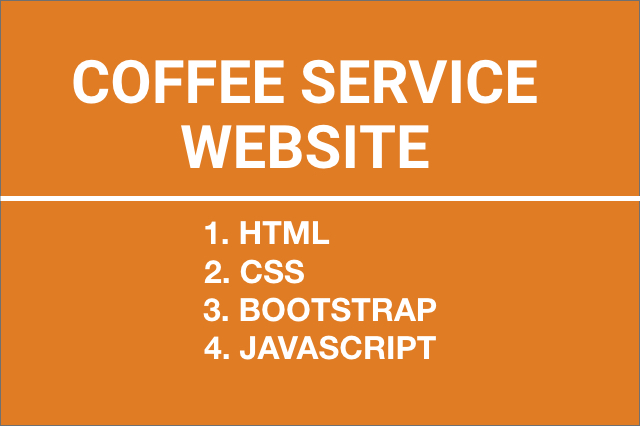 COFFEE SERVICE
WEBSITE
1. HTML
2. CSS
3. BOOTSTRAP
4. JAVASCRIPT